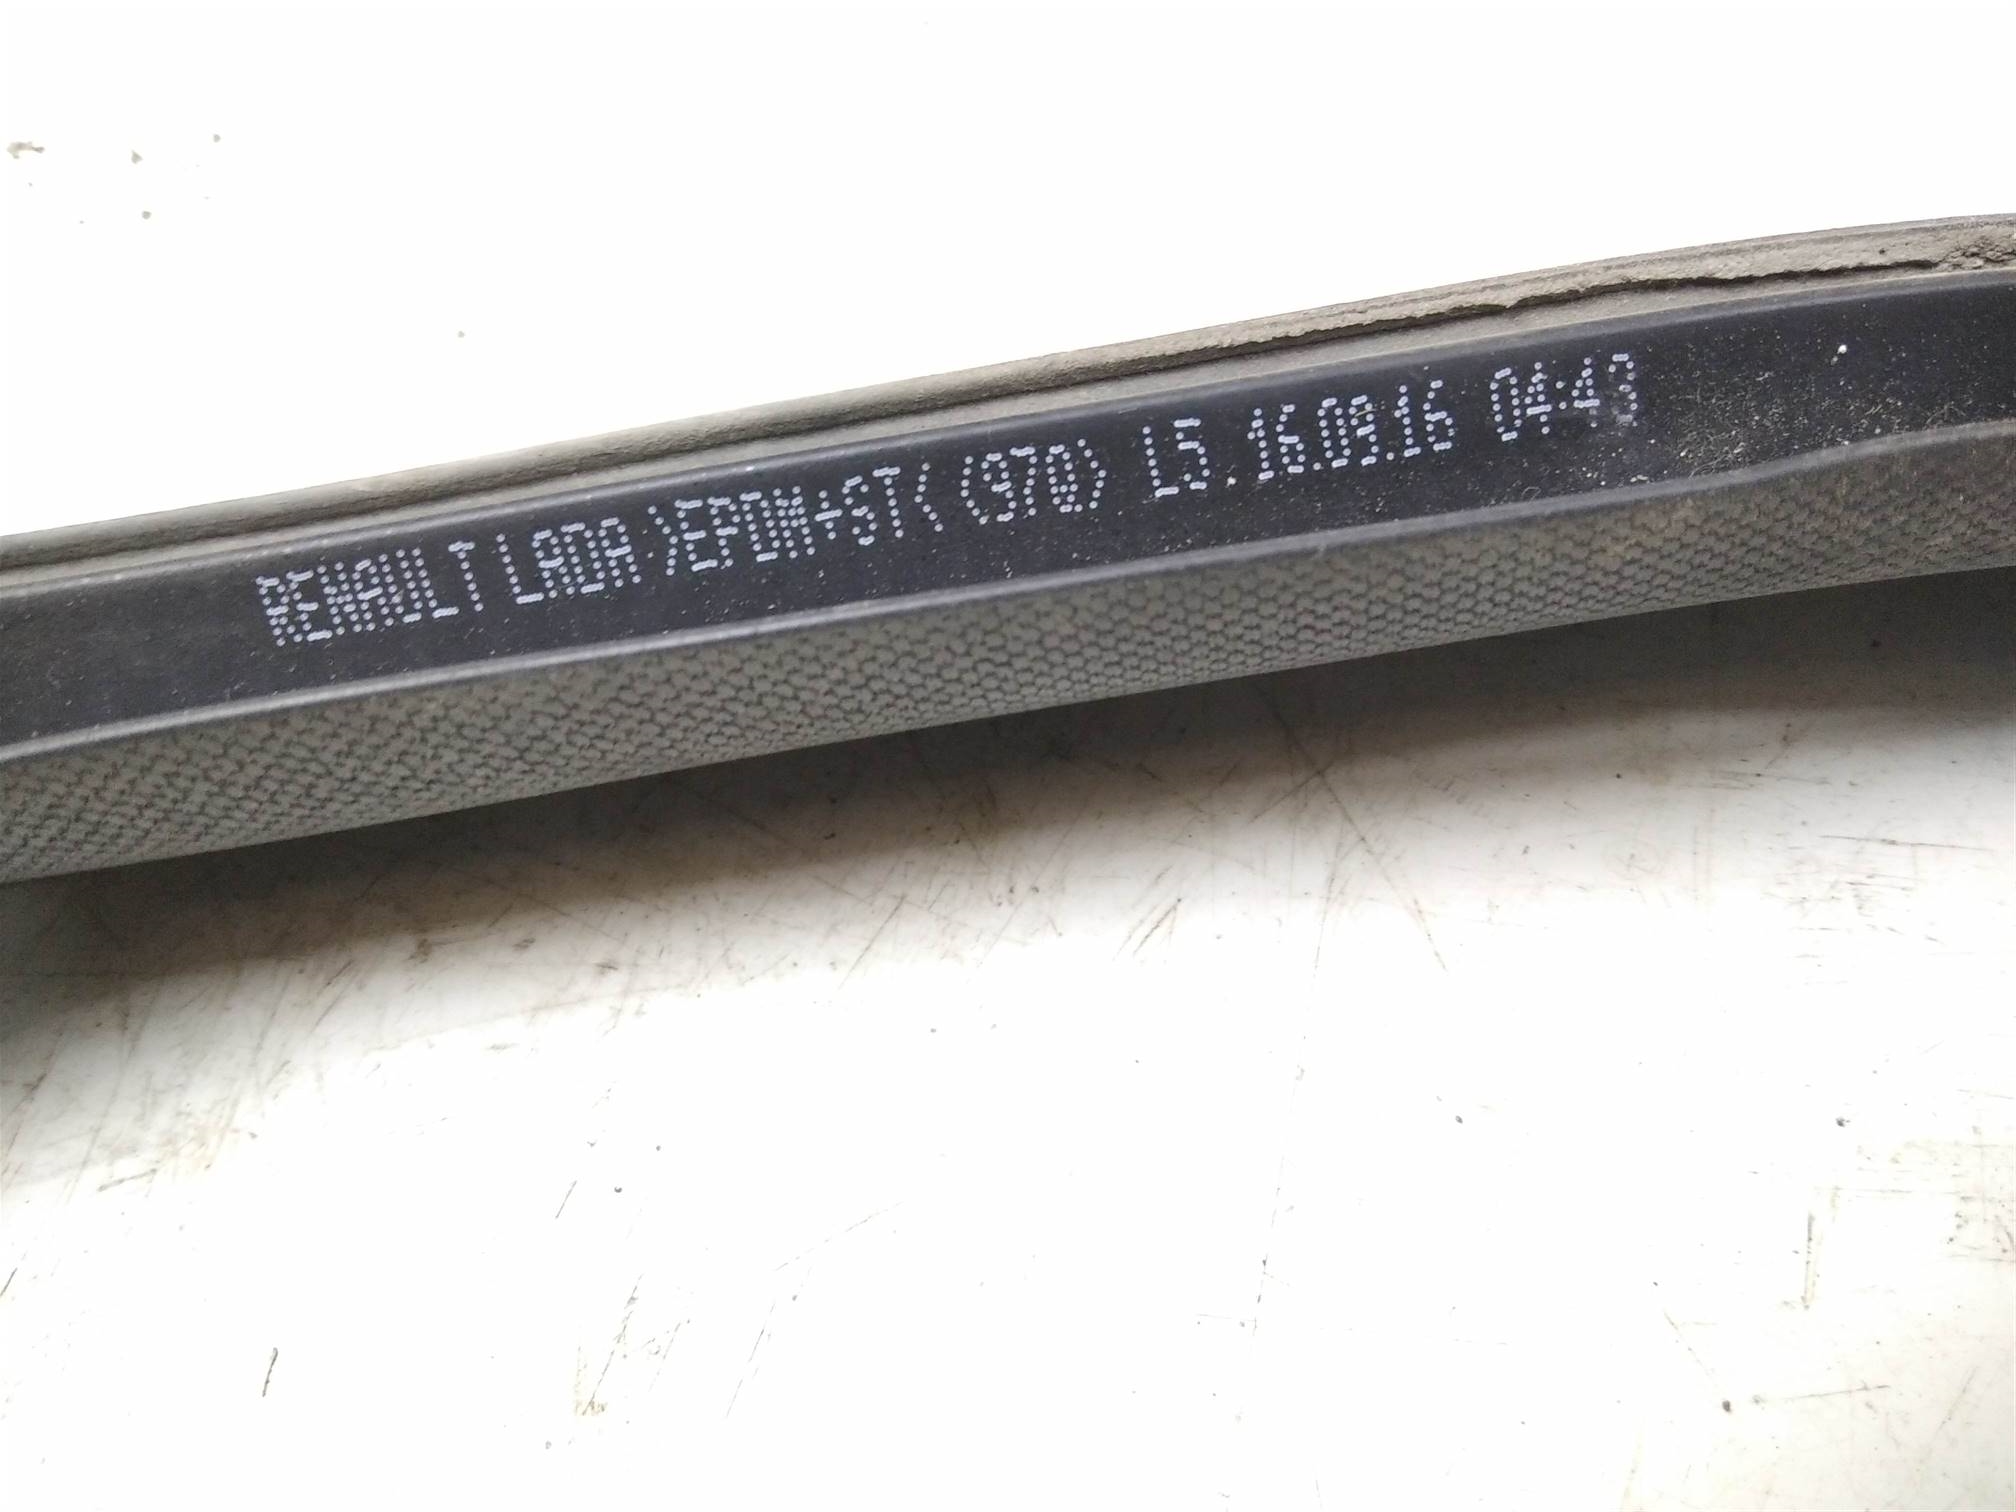 RENAULT LADA >EPDM+ST< (970) L5. 16.09.16 04:43